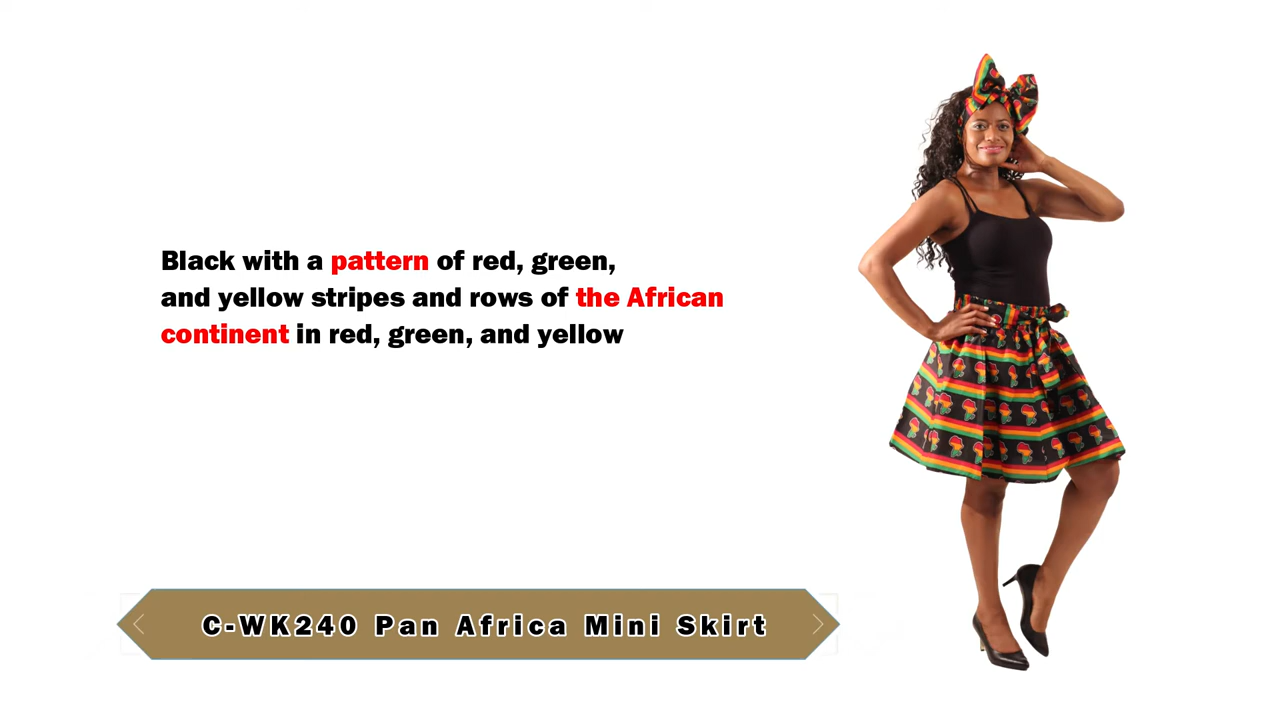 Black with a pattern of red, green,
and yellow stripes and rows of the African
continent in red, green, and yellow
C-WK240 Pan Africa Mini Skirt